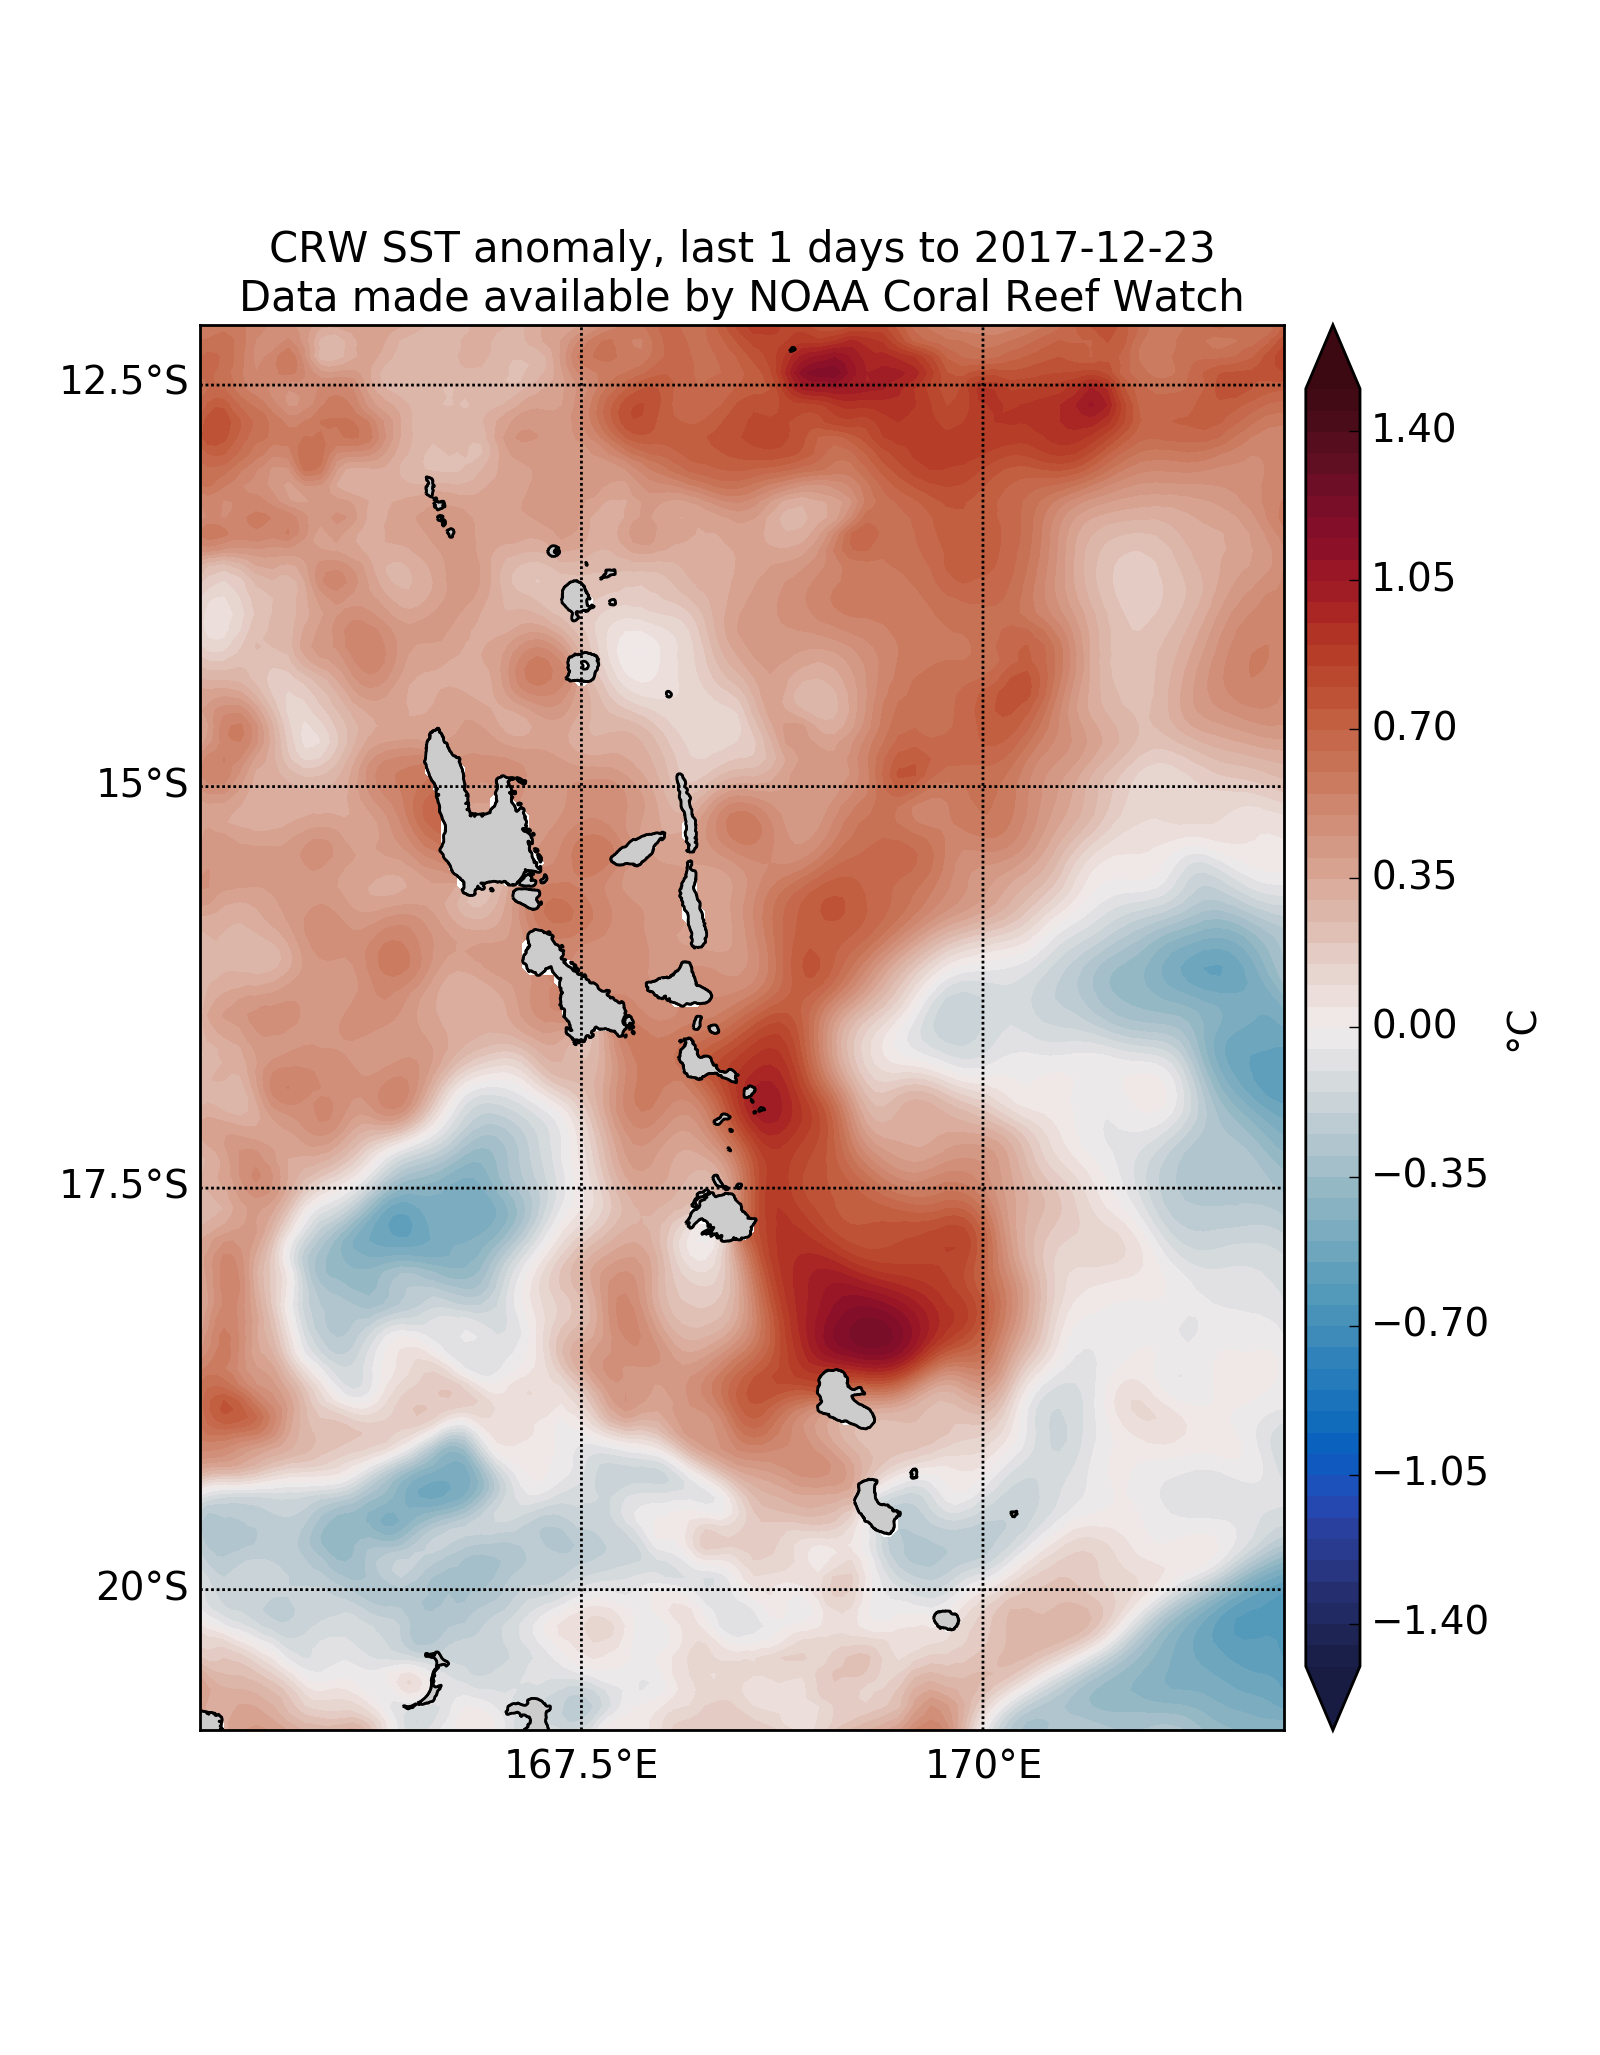 CRW SST anomaly, last 1 days to 2017-12-23
Data made available by NOAA Coral Reef Watch
12.5°S
15°S
17.5°S
20°S
167.5°E
170°E
1.40
1.05
0.70
0.35
0.00
−0.35
−0.70
−1.05
−1.40
°C